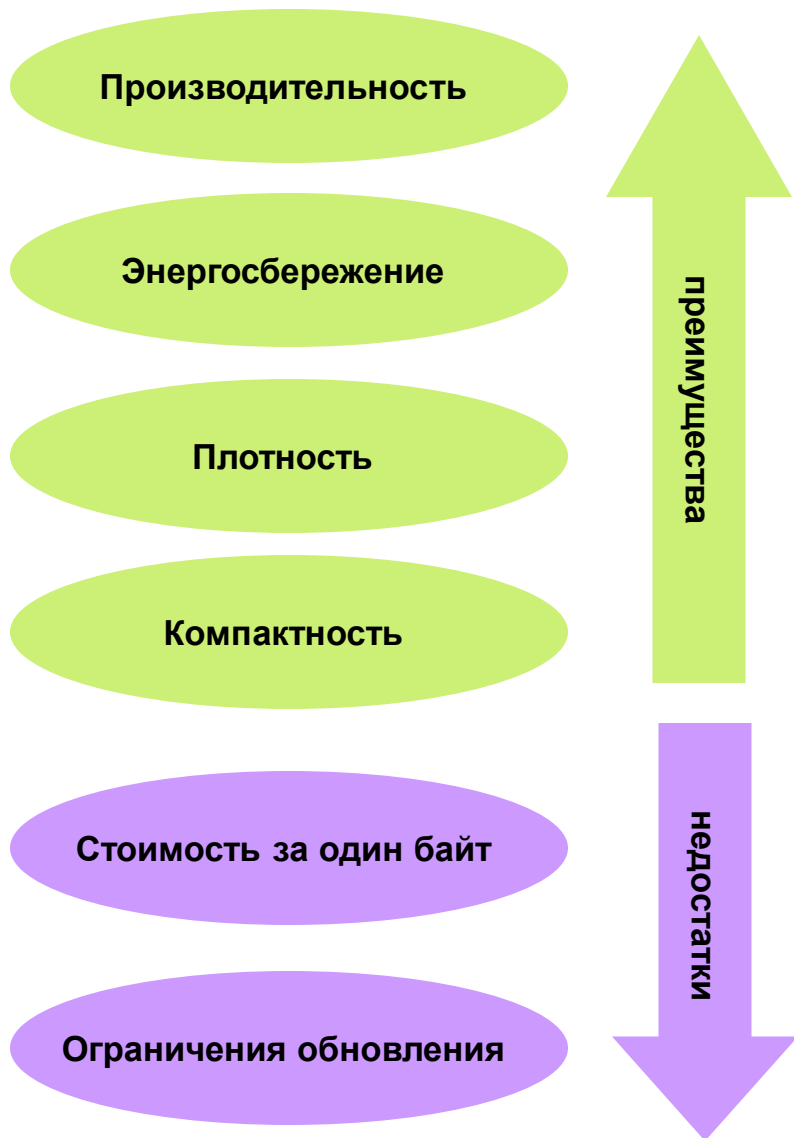 Производительность
Энергосбережение
Плотность
Компактность
преимущества
Стоимость за один байт
Ограничения обновления
недостатки